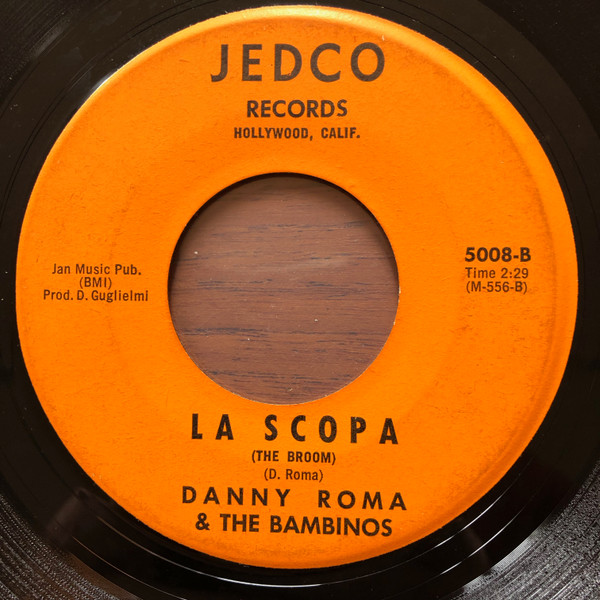 JEDCO
RECORDS
HOLLYWOOD, CALIF.
Jan Music Pub.
(BMI)
Prod. D. Guglielmi
5008-B
Time 2:29
(M-556-B)
LA SCOPA
(THE BROOM)
(D. Roma)
DANNY ROMA
& THE BAMBINOS